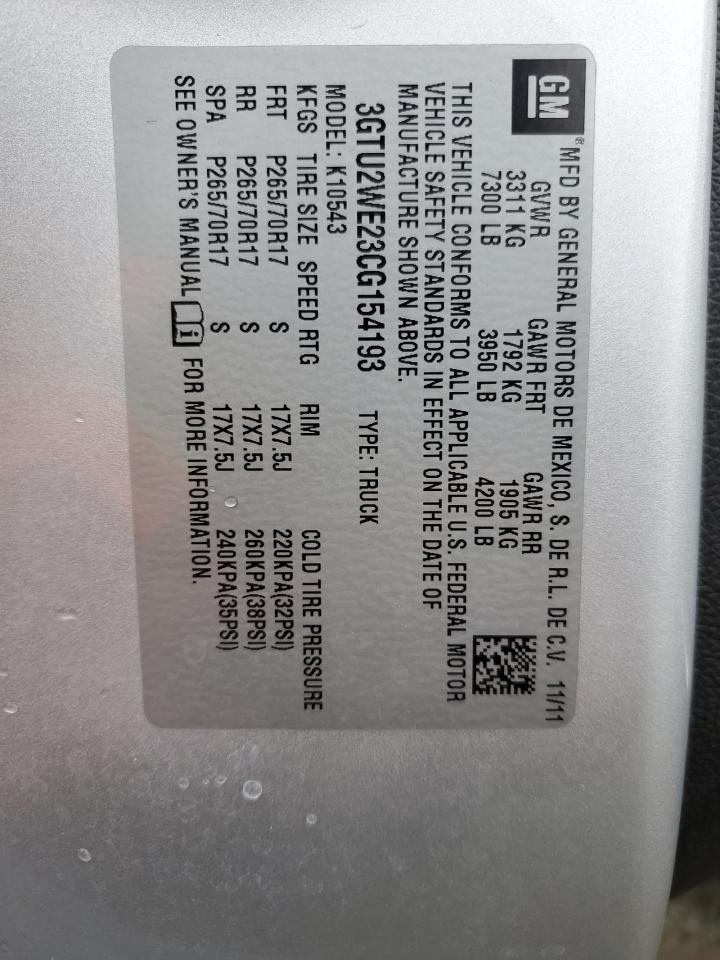 GM
® MFD BY GENERAL MOTORS DE MEXICO, S. DE R.L. DE C.V. 11/11
GVWR GAWR FRT GAWR RR
3311 KG 1792 KG 1905 KG
7300 LB 3950 LB 4200 LB
THIS VEHICLE CONFORMS TO ALL APPLICABLE U.S. FEDERAL MOTOR
VEHICLE SAFETY STANDARDS IN EFFECT ON THE DATE OF
MANUFACTURE SHOWN ABOVE.
3GTU2WE23CG154193 TYPE: TRUCK
MODEL: K10543
KFGS TIRE SIZE SPEED RTG RIM COLD TIRE PRESSURE
FRT P265/70R17 S 17X7.5J 220KPA(32PSI)
RR P265/70R17 S 17X7.5J 260KPA(38PSI)
SPA P265/70R17 S 17X7.5J 240KPA(35PSI)
SEE OWNER'S MANUAL i FOR MORE INFORMATION.